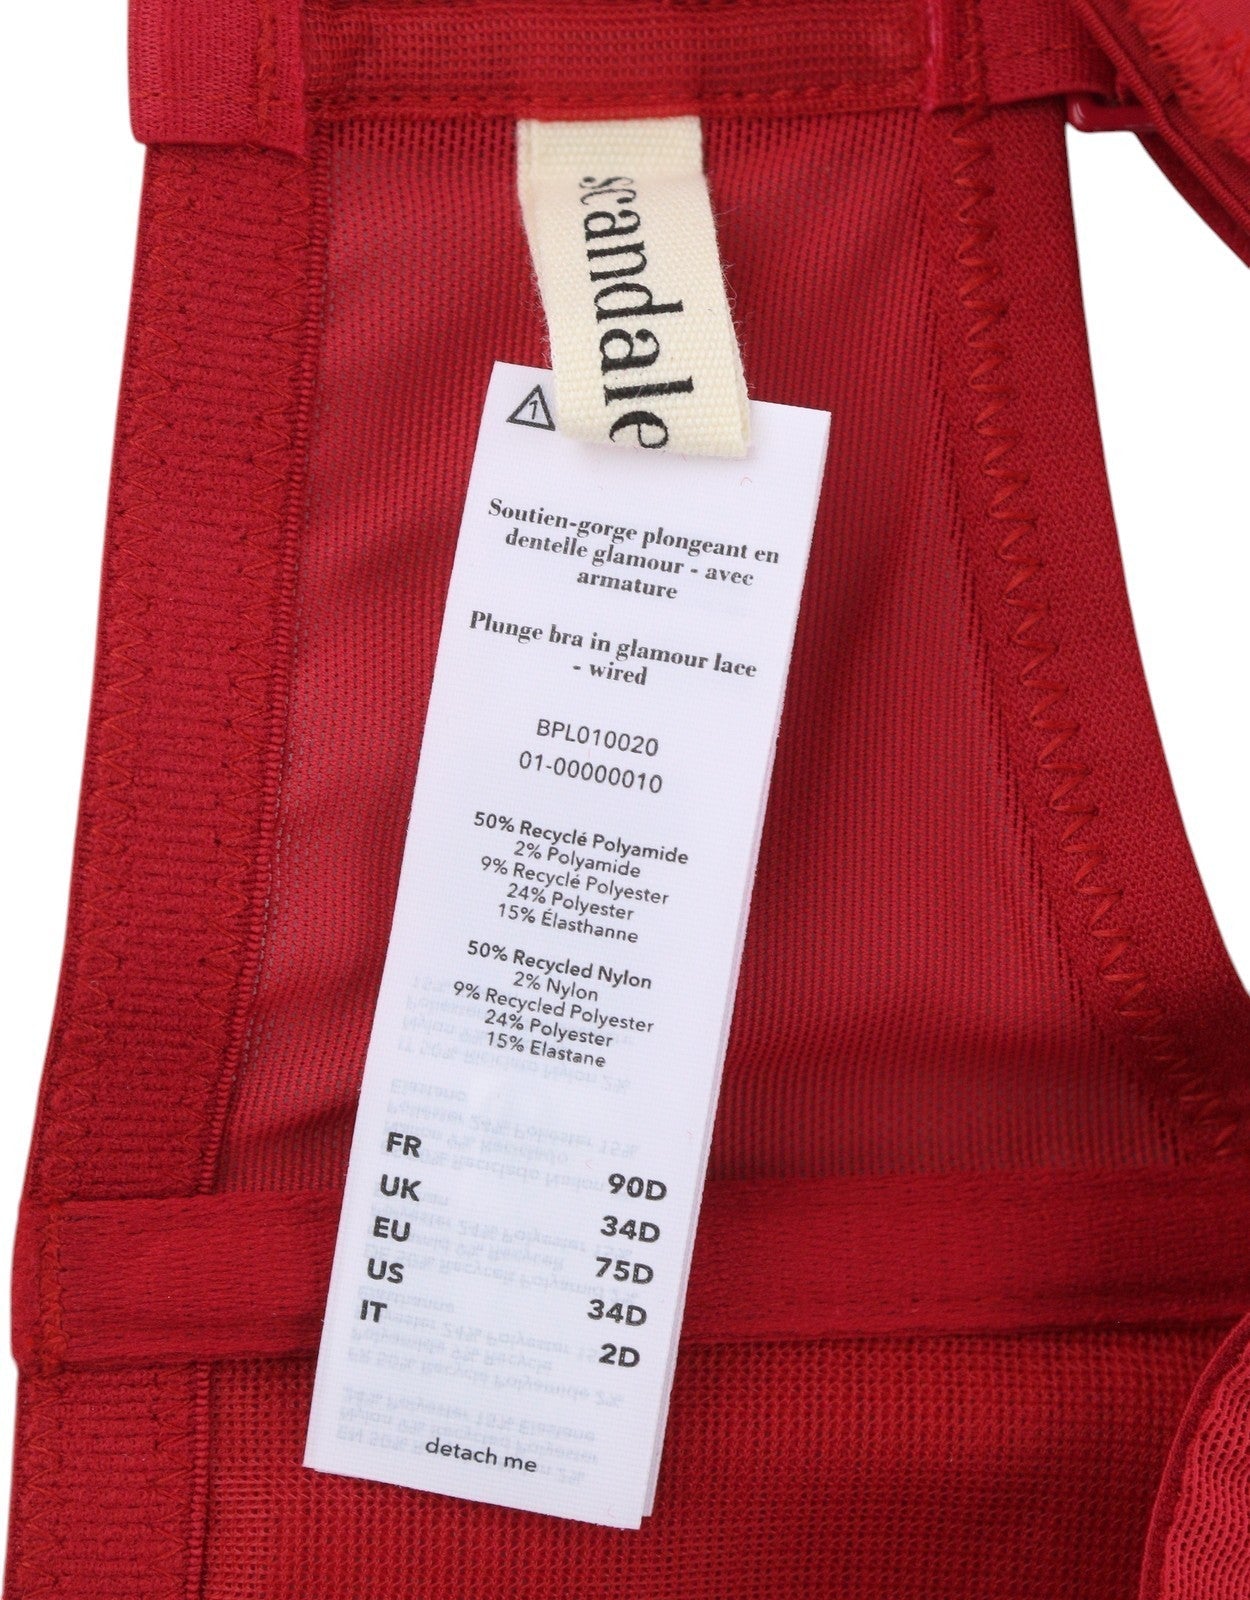 scandale
1
Soutien-gorge plongeant en
dentelle glamour - avec
armature
Plunge bra in glamour lace
- wired
BPL010020
01-00000010
50% Recyclé Polyamide
2% Polyamide
9% Recyclé Polyester
24% Polyester
15% Élasthanne
50% Recycled Nylon
2% Nylon
9% Recycled Polyester
24% Polyester
15% Elastane
FR 90D
UK 34D
EU 75D
US 34D
IT 2D
detach me